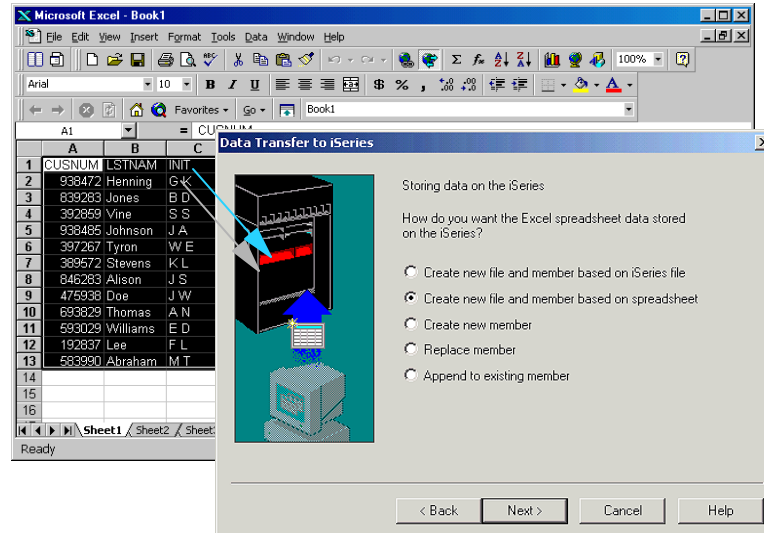 Microsoft Excel - Book1
File Edit View Insert Format Tools Data Window Help
100%
Arial 10 B I U $ % ,
Favorites Go Book1
A1 = CUSNUM
A B C
1 CUSNUM LSTNAM INIT
2 938472 Henning G K
3 839283 Jones B D
4 392859 Vine S S
5 938485 Johnson J A
6 397267 Tyron W E
7 389572 Stevens K L
8 846283 Alison J S
9 475938 Doe J W
10 693829 Thomas A N
11 593029 Williams E D
12 192837 Lee F L
13 583990 Abraham M T
14
15
16
Sheet1 Sheet2 Sheet
Ready
Data Transfer to iSeries
Storing data on the iSeries
How do you want the Excel spreadsheet data stored
on the iSeries?
Create new file and member based on iSeries file
Create new file and member based on spreadsheet
Create new member
Replace member
Append to existing member
< Back Next > Cancel Help